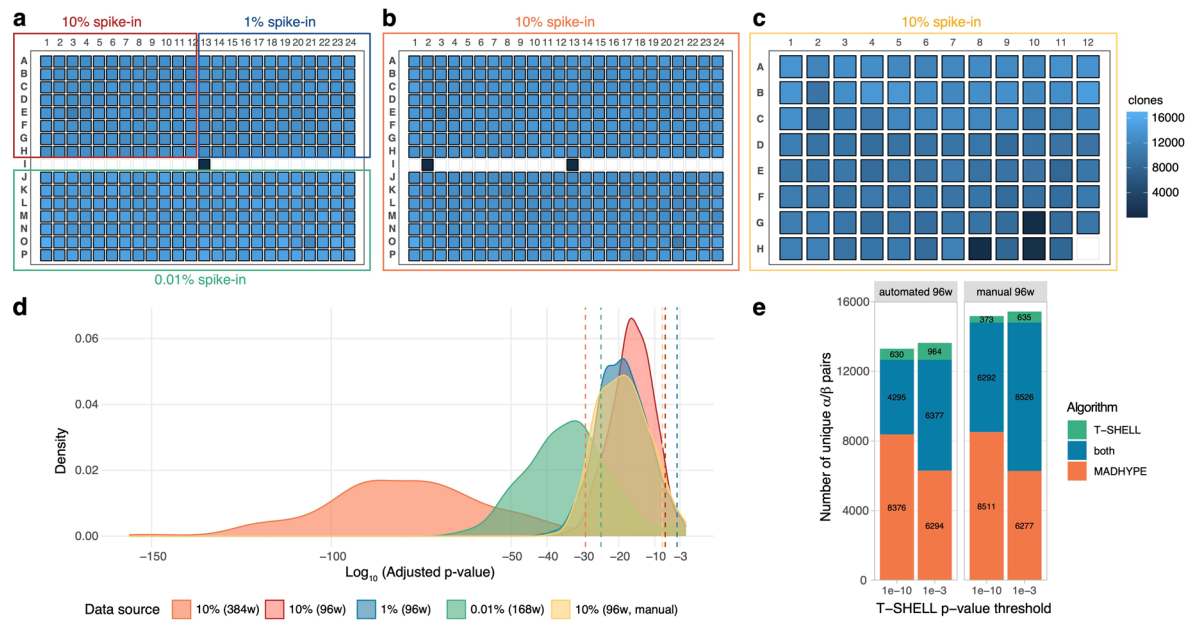 a
10% spike-in
1% spike-in
1 2 3 4 5 6 7 8 9 10 11 12 13 14 15 16 17 18 19 20 21 22 23 24
A
B
C
D
E
F
G
H
I
J
K
L
M
N
O
P
0.01% spike-in
b
10% spike-in
1 2 3 4 5 6 7 8 9 10 11 12 13 14 15 16 17 18 19 20 21 22 23 24
A
B
C
D
E
F
G
H
I
J
K
L
M
N
O
P
c
10% spike-in
1 2 3 4 5 6 7 8 9 10 11 12
A
B
C
D
E
F
G
H
clones
16000
12000
8000
4000
d
Density
0.06
0.04
0.02
0.00
−150 −100 −50 −40 −30 −20 −10 −3
Log10 (Adjusted p-value)
Data source 10% (384w) 10% (96w) 1% (96w) 0.01% (168w) 10% (96w, manual)
e
automated 96w manual 96w
Number of unique α/β pairs
16000
12000
8000
4000
0
630 964 373 635
4295 6377 6292 8526
8376 6294 8511 6277
1e−10 1e−3 1e−10 1e−3
T−SHELL p−value threshold
Algorithm
T−SHELL
both
MADHYPE